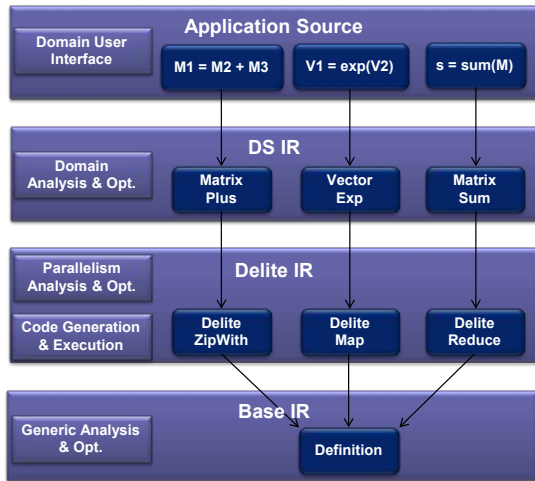 Application Source
Domain User
Interface
M1 = M2 + M3
V1 = exp(V2)
s = sum(M)
DS IR
Domain
Analysis & Opt.
Matrix
Plus
Vector
Exp
Matrix
Sum
Delite IR
Parallelism
Analysis & Opt.
Code Generation
& Execution
Delite
ZipWith
Delite
Map
Delite
Reduce
Base IR
Generic Analysis
& Opt.
Definition